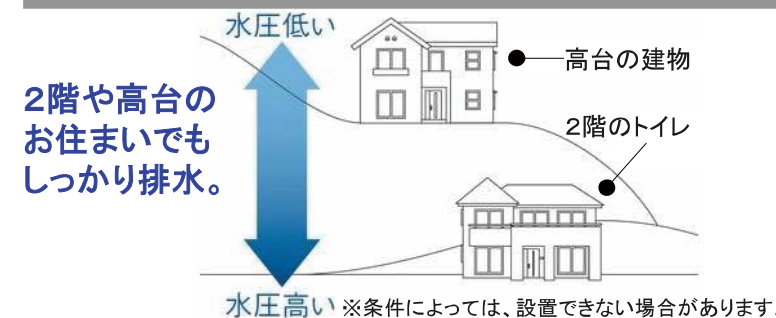 水圧低い
高台の建物
2階や高台の
お住まいでも
しっかり排水。
2階のトイレ
水圧高い ※条件によっては、設置できない場合があります。